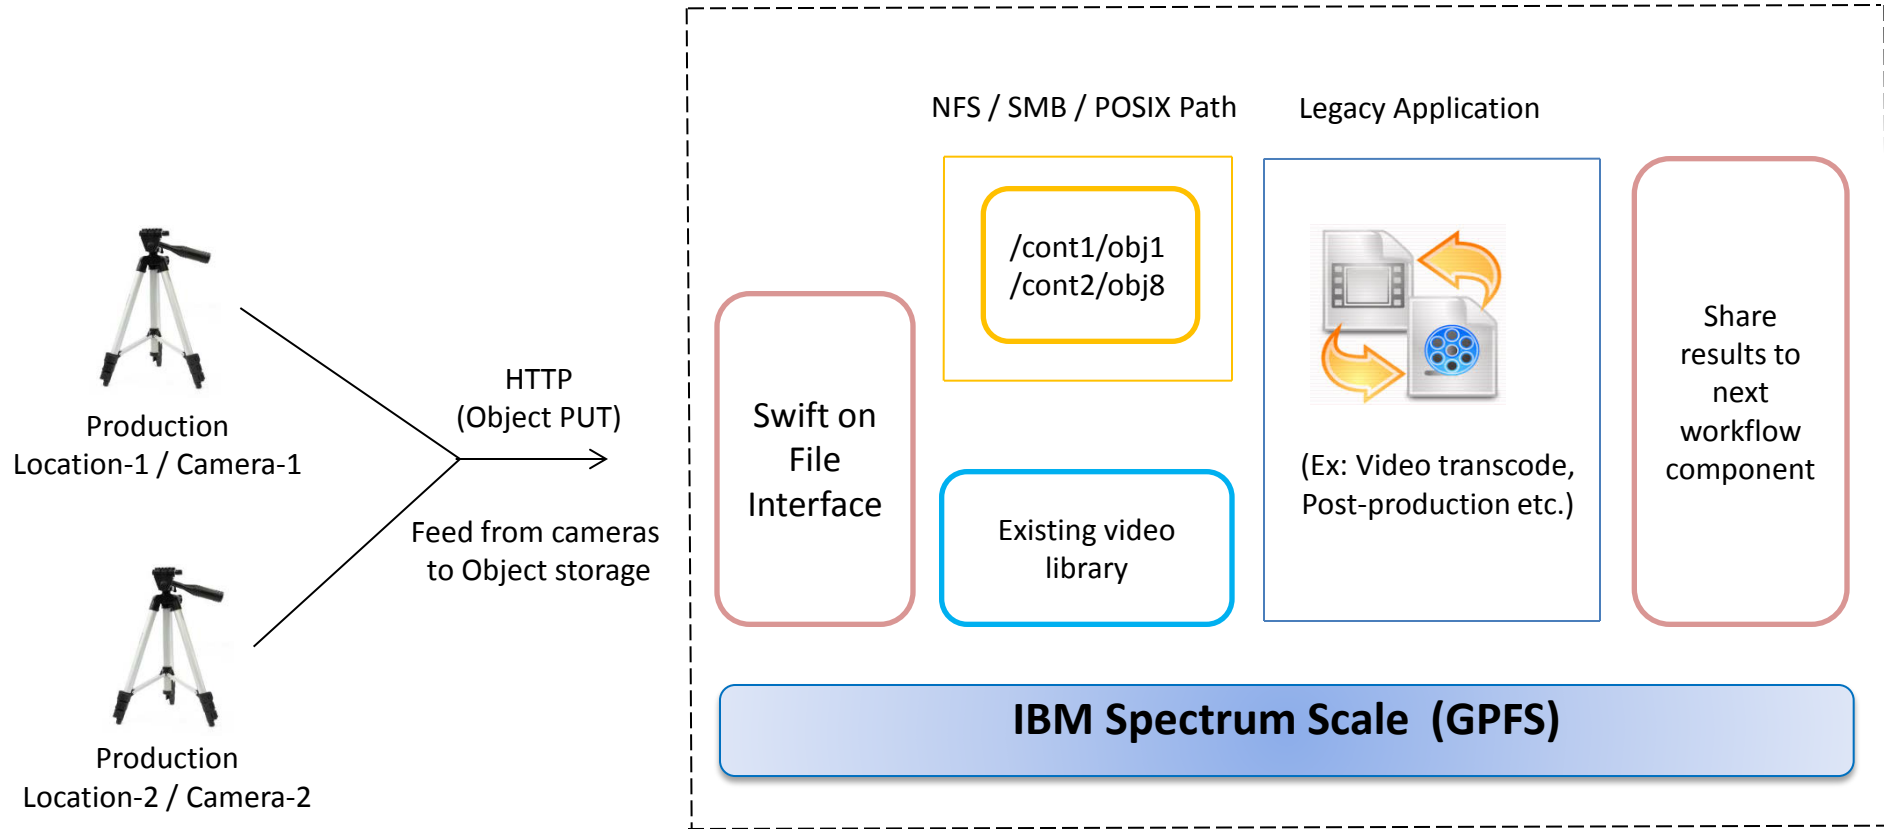 Production
Location-1 / Camera-1
Production
Location-2 / Camera-2
HTTP
(Object PUT)
Feed from cameras
to Object storage
Swift on
File
Interface
NFS / SMB / POSIX Path
/cont1/obj1
/cont2/obj8
Existing video
library
Legacy Application
(Ex: Video transcode,
Post-production etc.)
Share
results to
next
workflow
component
IBM Spectrum Scale (GPFS)